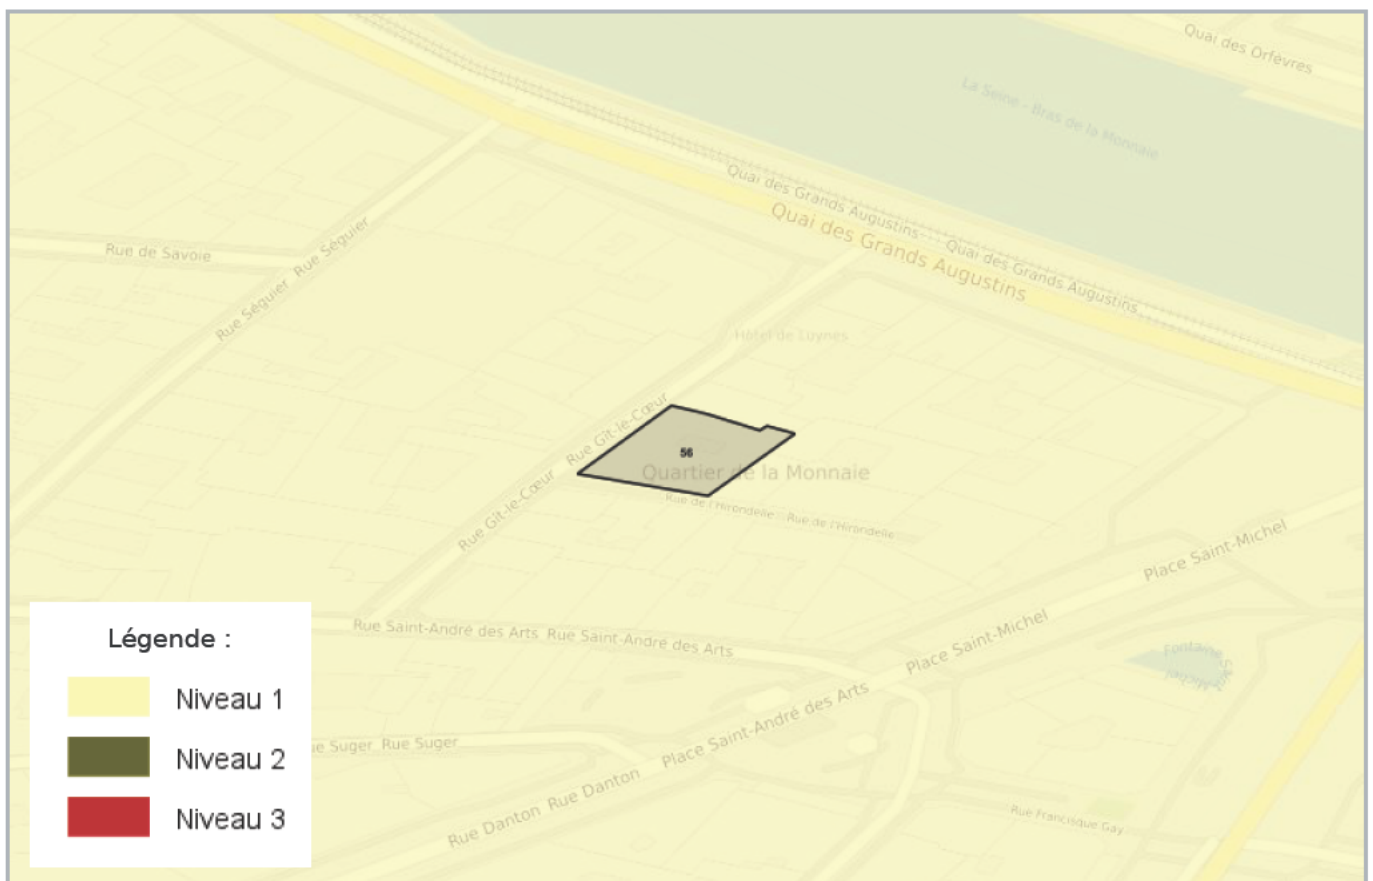 Quai des Orfèvres
La Seine - Bras de la Monnaie
Quai des Grands Augustins
Quai des Grands Augustins
Quai des Grands Augustins
Rue de Savoie
Rue Séguier
Rue Séguier
Hôtel de Luynes
Rue Gît-le-Cœur
Rue Gît-le-Cœur
56
Quartier de la Monnaie
Rue de l'Hirondelle
Rue de l'Hirondelle
Place Saint-Michel
Place Saint-Michel
Rue Saint-André des Arts
Rue Saint-André des Arts
Fontaine Saint-
Michel
Place Saint-André des Arts
ue Suger
Rue Suger
Rue Danton
Rue Danton
Rue Francisque Gay
Légende :
Niveau 1
Niveau 2
Niveau 3